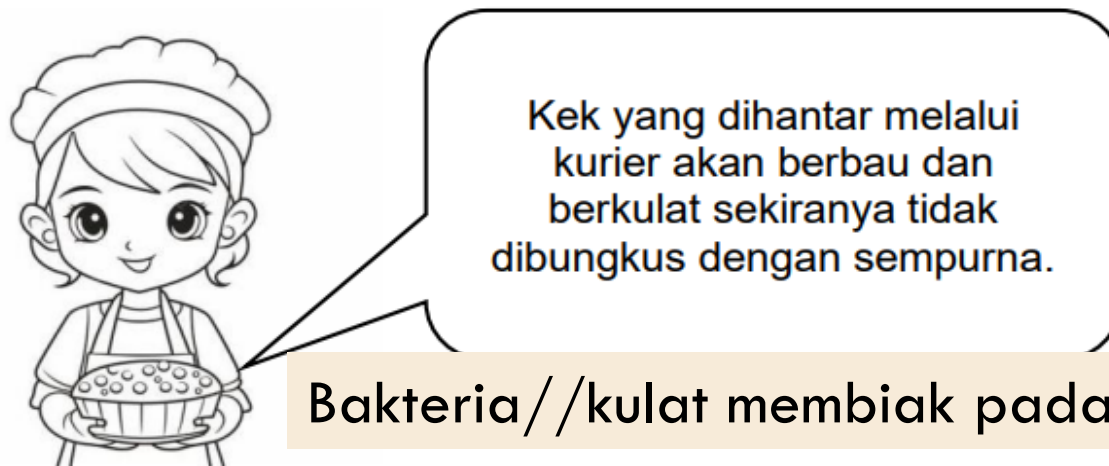 Kek yang dihantar melalui
kurier akan berbau dan
berkulat sekiranya tidak
dibungkus dengan sempurna.
Bakteria//kulat membiak pada